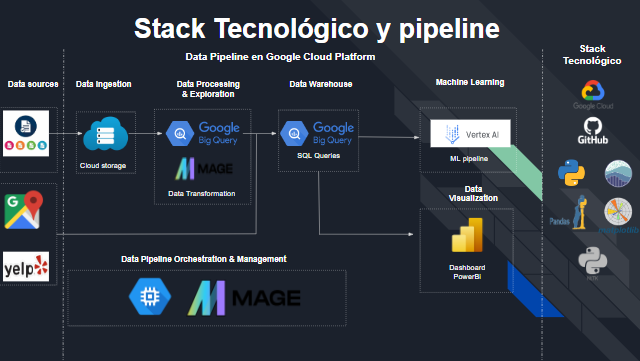 Stack Tecnológico y pipeline
Data Pipeline en Google Cloud Platform
Stack
Tecnológico
Data sources
Data Ingestion
Data Processing
& Exploration
Data Warehouse
Machine Learning
Google
Big Query
Google
Big Query
Vertex AI
Cloud storage
MAGE
Data Transformation
SQL Queries
ML pipeline
Google Cloud
GitHub
Data
Visualization
Pandas
yelp
Dashboard
PowerBi
Data Pipeline Orchestration & Management
MAGE